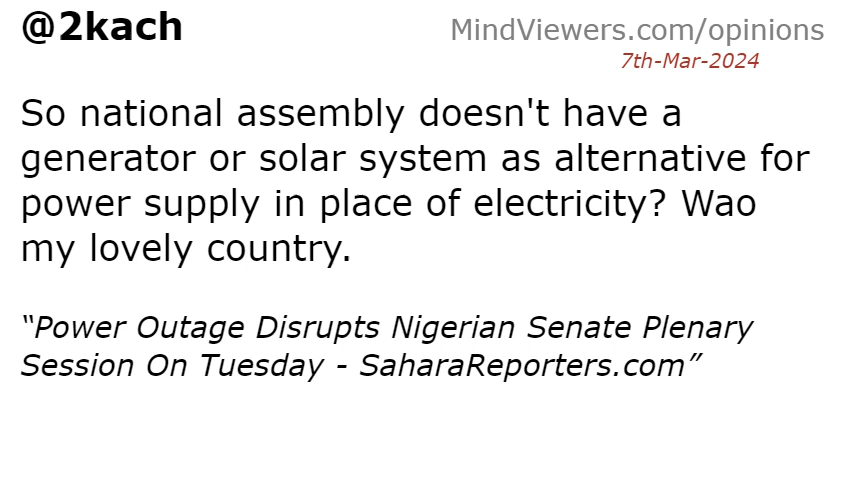 @2kach
MindViewers.com/opinions
7th-Mar-2024
So national assembly doesn't have a
generator or solar system as alternative for
power supply in place of electricity? Wao
my lovely country.
“Power Outage Disrupts Nigerian Senate Plenary
Session On Tuesday - SaharaReporters.com”